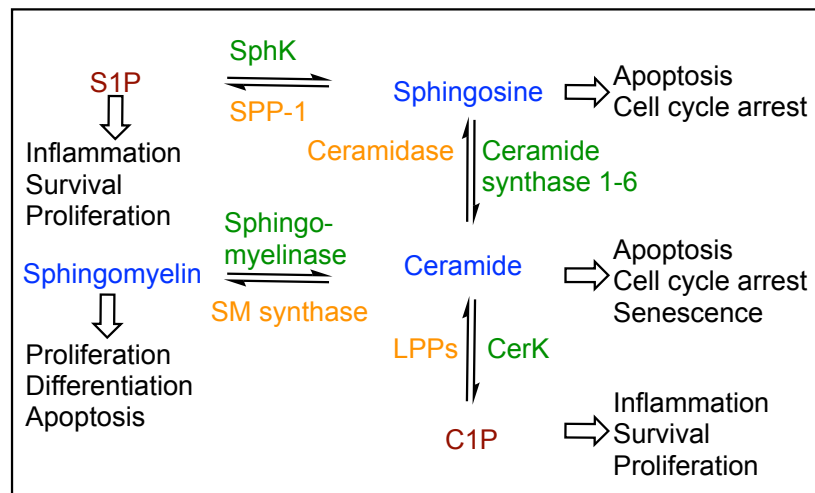 SphK
S1P
SPP-1
Sphingosine
Apoptosis
Cell cycle arrest
Inflammation
Survival
Proliferation
Ceramidase
Ceramide
synthase 1-6
Sphingo-
myelinase
Sphingomyelin
SM synthase
Ceramide
Apoptosis
Cell cycle arrest
Senescence
Proliferation
Differentiation
Apoptosis
LPPs
CerK
C1P
Inflammation
Survival
Proliferation